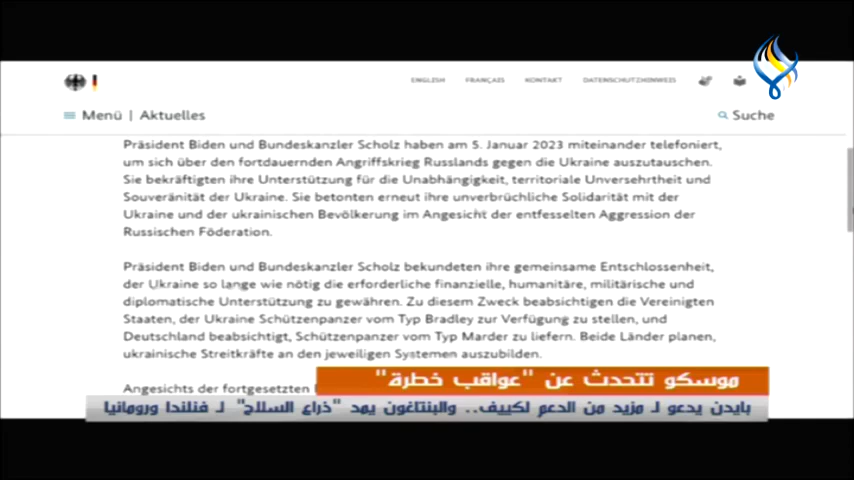 ENGLISH FRANÇAIS KONTAKT DATENSCHUTZHINWEIS
Menü | Aktuelles Suche
Präsident Biden und Bundeskanzler Scholz haben am 5. Januar 2023 miteinander telefoniert,
um sich über den fortdauernden Angriffskrieg Russlands gegen die Ukraine auszutauschen.
Sie bekräftigten ihre Unterstützung für die Unabhängigkeit, territoriale Unversehrtheit und
Souveränität der Ukraine. Sie betonten erneut ihre unverbrüchliche Solidarität mit der
Ukraine und der ukrainischen Bevölkerung im Angesicht der entfesselten Aggression der
Russischen Föderation.
Präsident Biden und Bundeskanzler Scholz bekundeten ihre gemeinsame Entschlossenheit,
der Ukraine so lange wie nötig die erforderliche finanzielle, humanitäre, militärische und
diplomatische Unterstützung zu gewähren. Zu diesem Zweck beabsichtigen die Vereinigten
Staaten, der Ukraine Schützenpanzer vom Typ Bradley zur Verfügung zu stellen, und
Deutschland beabsichtigt, Schützenpanzer vom Typ Marder zu liefern. Beide Länder planen,
ukrainische Streitkräfte an den jeweiligen Systemen auszubilden.
Angesichts der fortgesetzten
موسكو تتحدث عن "عواقب خطرة"
بايدن يدعو لـ مزيد من الدعم لكييف.. والبنتاغون يمد "ذراع السلاح" لـ فنلندا ورومانيا